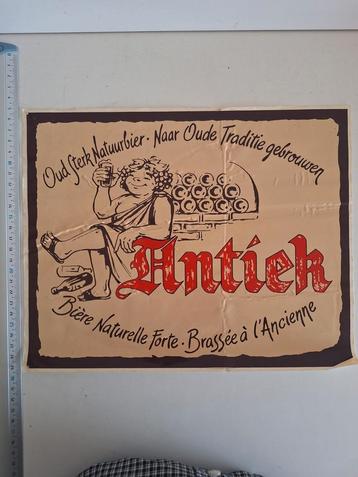 Oud Sterk Natuurbier · Naar Oude Traditie gebrouwen
Antiek
Bière Naturelle Forte · Brassée à l'Ancienne